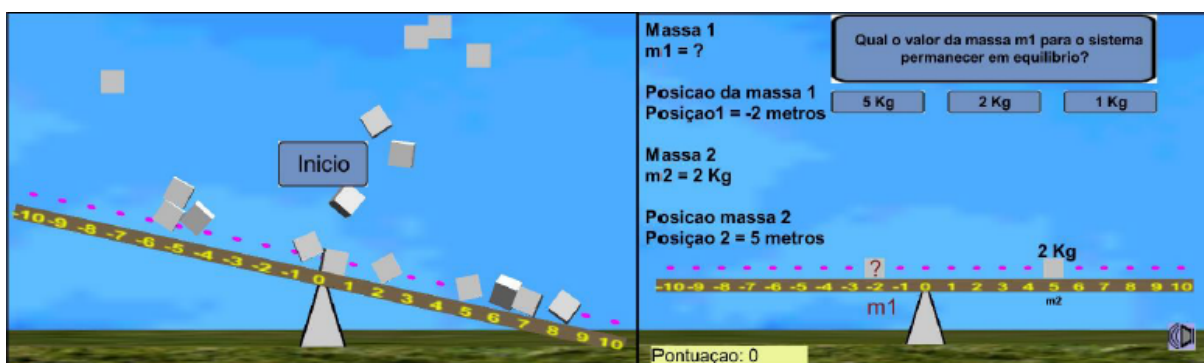 Inicio
-10 -9 -8 -7 -6 -5 -4 -3 -2 -1 0 1 2 3 4 5 6 7 8 9 10
Massa 1
m1 = ?
Posicao da massa 1
Posiçao1 = -2 metros
Massa 2
m2 = 2 Kg
Posicao massa 2
Posiçao 2 = 5 metros
Qual o valor da massa m1 para o sistema
permanecer em equilibrio?
5 Kg 2 Kg 1 Kg
2 Kg
?
-10 -9 -8 -7 -6 -5 -4 -3 -2 -1 0 1 2 3 4 5 6 7 8 9 10
m1 m2
Pontuaçao: 0